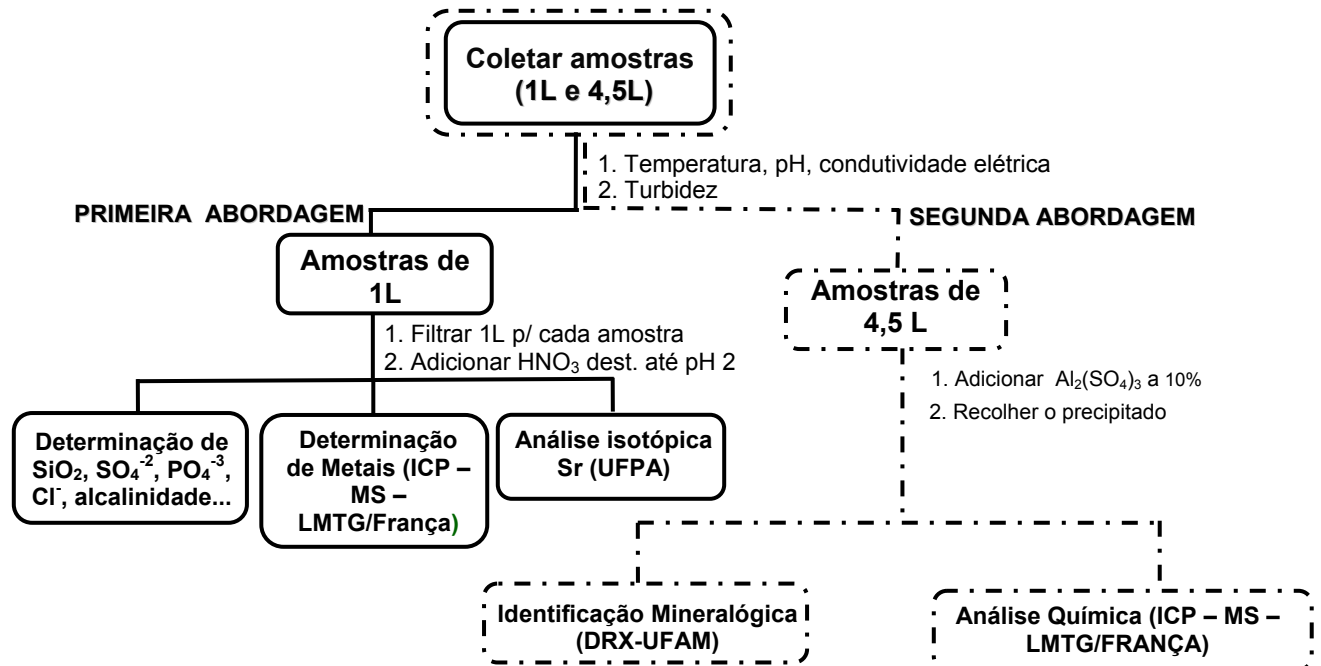 Coletar amostras
(1L e 4,5L)
1. Temperatura, pH, condutividade elétrica
2. Turbidez
PRIMEIRA ABORDAGEM
SEGUNDA ABORDAGEM
Amostras de
1L
Amostras de
4,5 L
1. Filtrar 1L p/ cada amostra
2. Adicionar HNO₃ dest. até pH 2
1. Adicionar Al₂(SO₄)₃ a 10%
2. Recolher o precipitado
Determinação de
SiO₂, SO₄⁻², PO₄⁻³,
Cl⁻, alcalinidade...
Determinação
de Metais (ICP –
MS –
LMTG/França)
Análise isotópica
Sr (UFPA)
Identificação Mineralógica
(DRX-UFAM)
Análise Química (ICP – MS –
LMTG/FRANÇA)